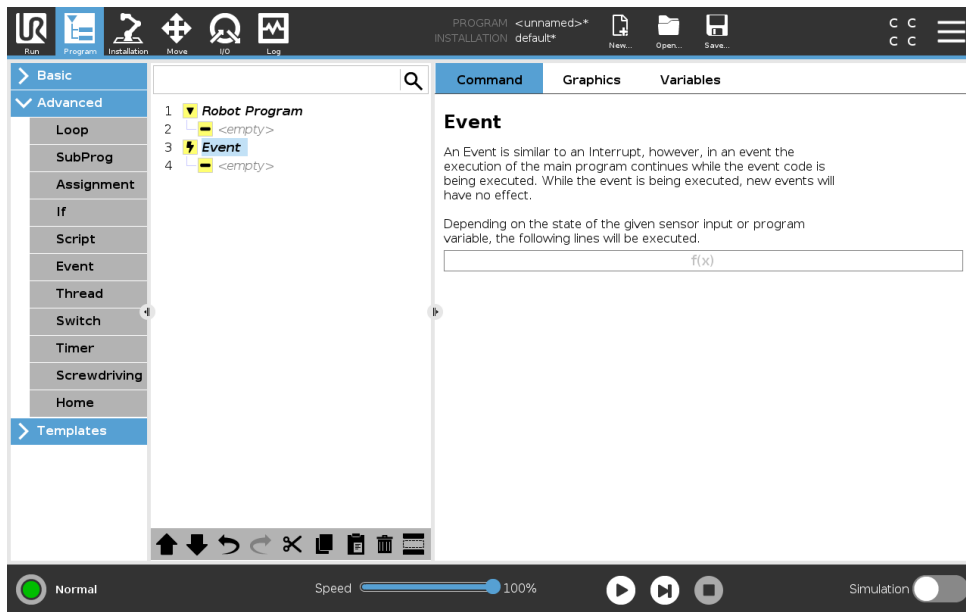 UR
Run
Program
Installation
Move
I/O
Log
PROGRAM <unnamed>*
INSTALLATION default*
New...
Open...
Save...
C C
C C
Basic
Advanced
Loop
SubProg
Assignment
If
Script
Event
Thread
Switch
Timer
Screwdriving
Home
Templates
1 Robot Program
2 <empty>
3 Event
4 <empty>
Command Graphics Variables
Event
An Event is similar to an Interrupt, however, in an event the
execution of the main program continues while the event code is
being executed. While the event is being executed, new events will
have no effect.
Depending on the state of the given sensor input or program
variable, the following lines will be executed.
f(x)
Normal
Speed 100%
Simulation